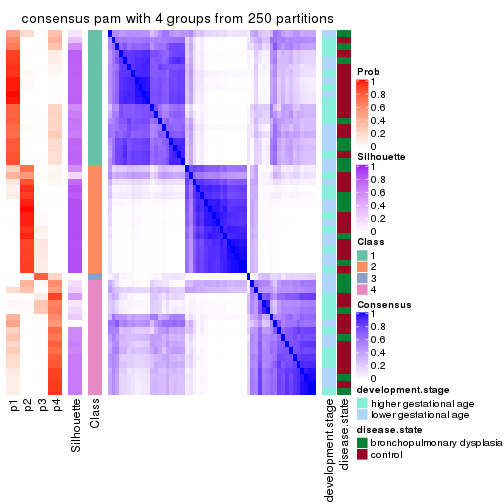 consensus pam with 4 groups from 250 partitions
Prob
1
0.8
0.6
0.4
0.2
0
Silhouette
1
0.8
0.6
0.4
0.2
0
Class
1
2
3
4
Consensus
1
0.8
0.6
0.4
0.2
0
development.stage
higher gestational age
lower gestational age
disease.state
bronchopulmonary dysplasia
control
p1
p2
p3
p4
Silhouette
Class
development.stage
disease.state